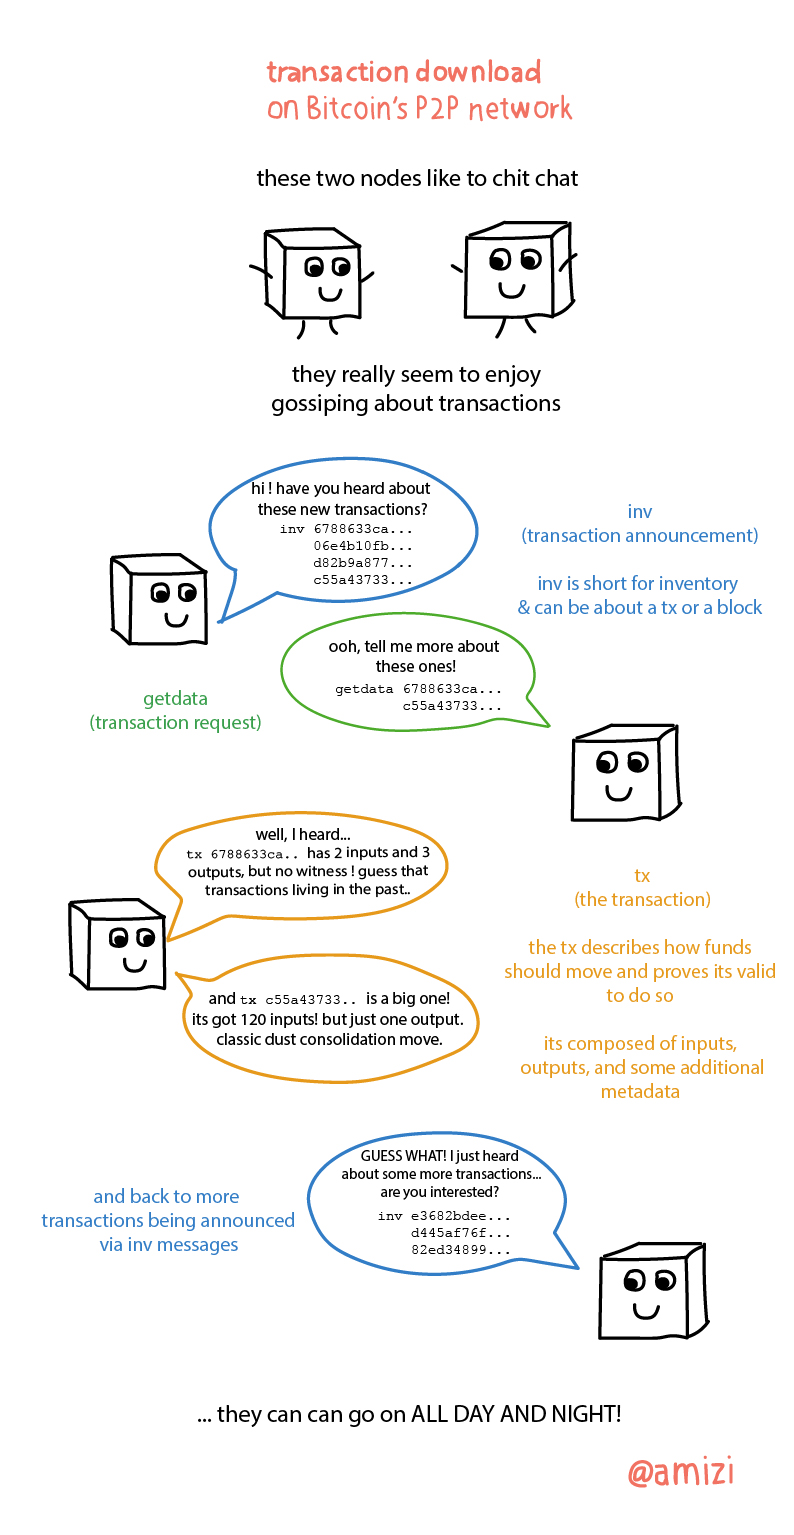 transaction download
on Bitcoin's P2P network
these two nodes like to chit chat
they really seem to enjoy
gossiping about transactions
hi ! have you heard about
these new transactions?
inv 6788633ca...
06e4b10fb...
d82b9a877...
c55a43733...
inv
(transaction announcement)
inv is short for inventory
& can be about a tx or a block
ooh, tell me more about
these ones!
getdata 6788633ca...
c55a43733...
getdata
(transaction request)
well, I heard...
tx 6788633ca.. has 2 inputs and 3
outputs, but no witness ! guess that
transactions living in the past..
and tx c55a43733.. is a big one!
its got 120 inputs! but just one output.
classic dust consolidation move.
tx
(the transaction)
the tx describes how funds
should move and proves its valid
to do so
its composed of inputs,
outputs, and some additional
metadata
GUESS WHAT! I just heard
about some more transactions...
are you interested?
inv e3682bdee...
d445af76f...
82ed34899...
and back to more
transactions being announced
via inv messages
... they can can go on ALL DAY AND NIGHT!
@amizi